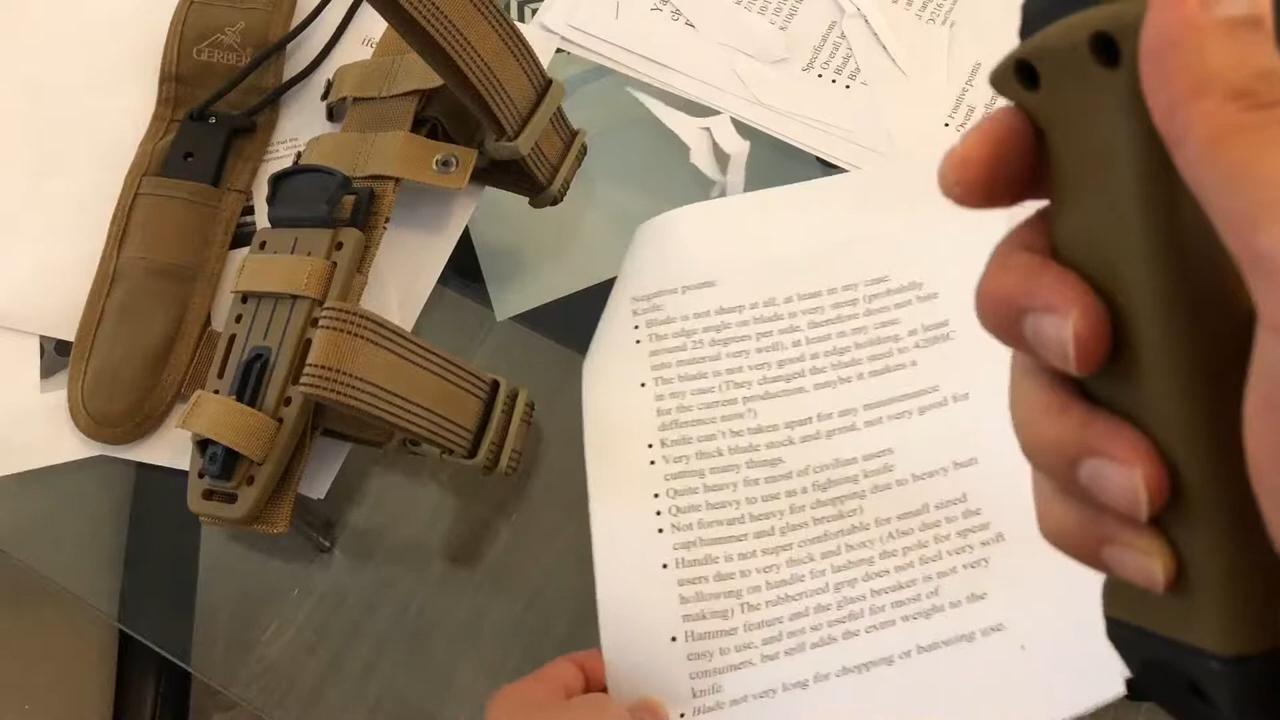 GERBER
ife
Ya
Specifications
• Overall
• Blade
• Positive points:
Overal
Negative points:
Knife:
• Blade is not sharp at all, at least in my case.
• The edge angle on blade is very steep (probablly
around 25 degrees per side, therefore does not bite
into material very well), at least in my case.
• The blade is not very good at edge holding, at least
in my case (They changed the blade steel to 420HC
for the current production, maybe it makes a
difference now?)
• Knife can't be taken apart for any maintenance
• Very thick blade stock and grind, not very good for
cutting many things.
• Quite heavy for most of civilian users
• Quite heavy to use as a fighting knife
• Not forward heavy for chopping due to heavy butt
cap(hammer and glass breaker)
• Handle is not super comfortable for small sized
users due to very thick and boxy (Also due to the
hollowing on handle for lashing the pole for spear
making) The rubberized grip does not feel very soft
• Hammer feature and the glass breaker is not very
easy to use, and not so useful for most of
consumers, but still adds the extra weight to the
knife.
• Blade not very long for chopping or batoning use.